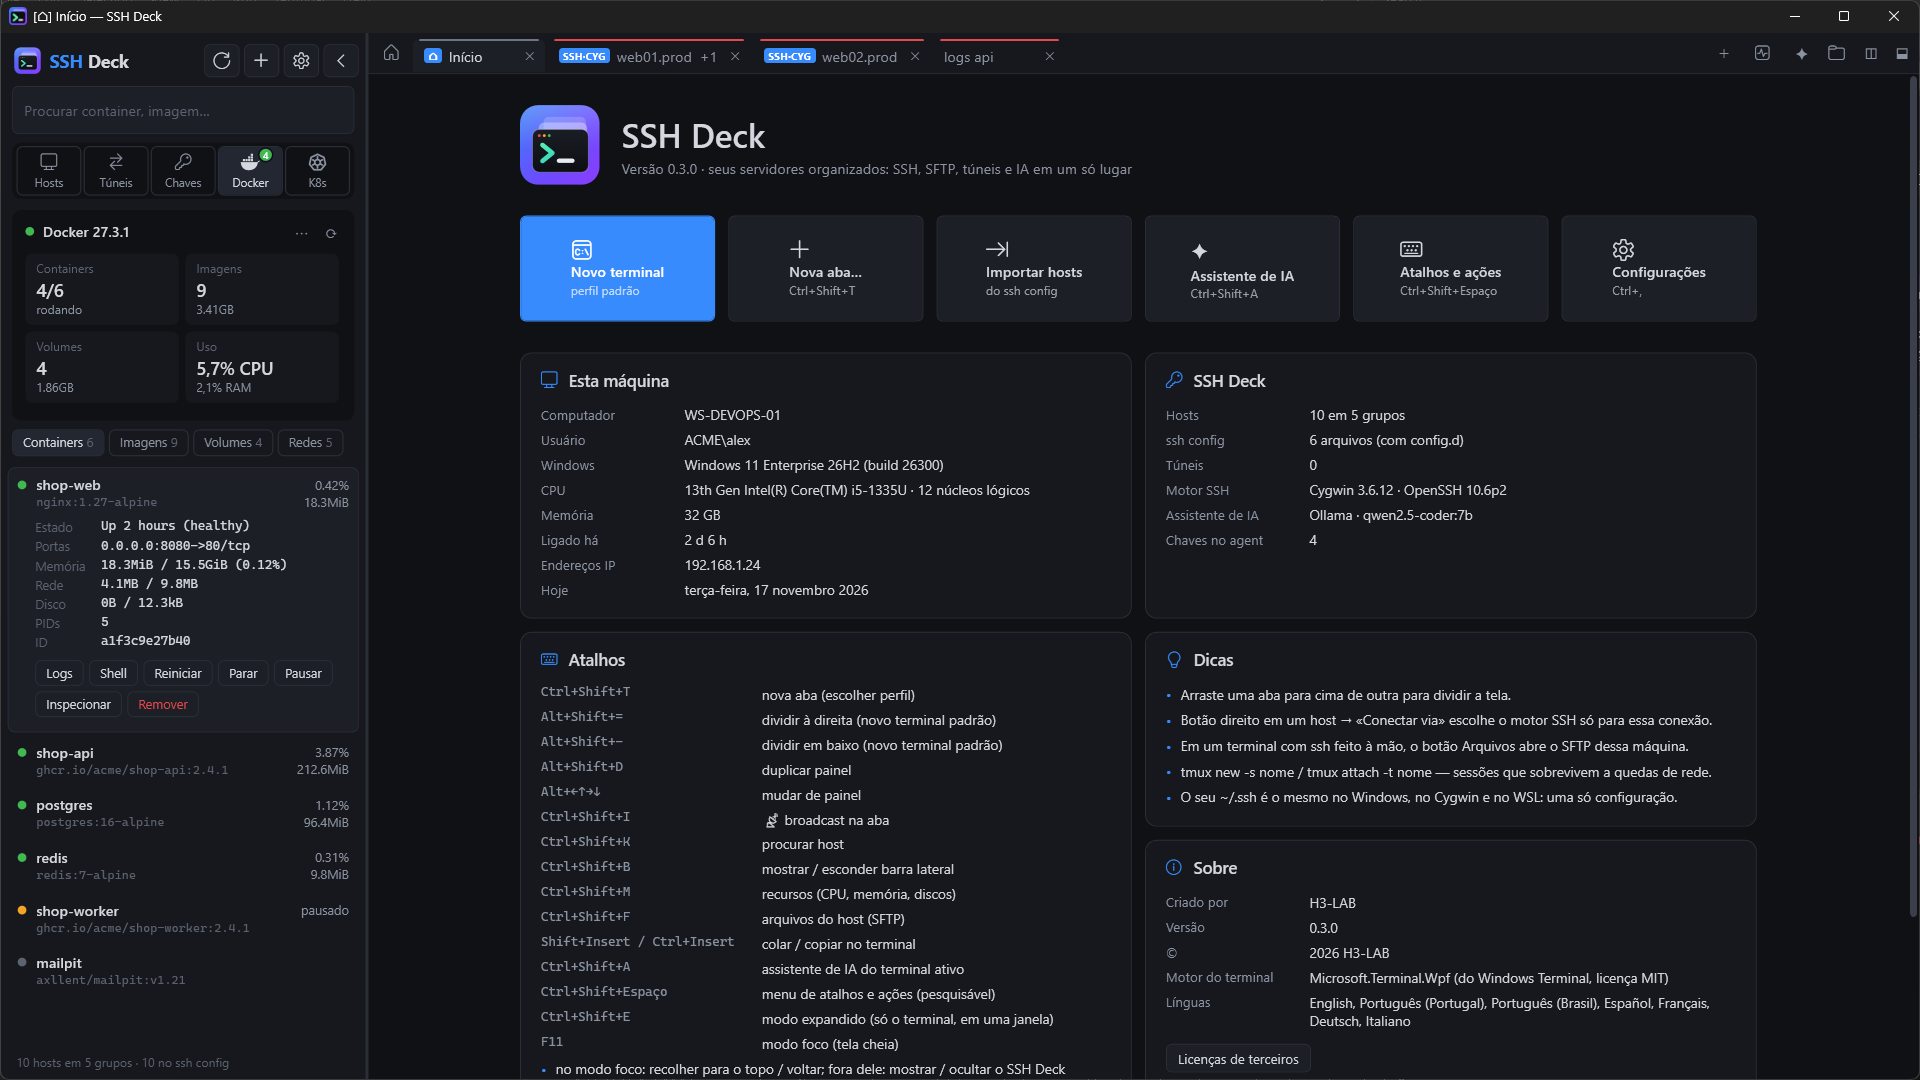 [⌂] Início — SSH Deck
SSH Deck
Início
SSH-CYG web01.prod +1
SSH-CYG web02.prod
logs api
Procurar container, imagem...
Hosts
Túneis
Chaves
Docker
4
K8s
Docker 27.3.1
Containers
4/6
rodando
Imagens
9
3.41GB
Volumes
4
1.86GB
Uso
5,7% CPU
2,1% RAM
Containers 6
Imagens 9
Volumes 4
Redes 5
shop-web 0.42%
nginx:1.27-alpine 18.3MiB
Estado Up 2 hours (healthy)
Portas 0.0.0.0:8080->80/tcp
Memória 18.3MiB / 15.5GiB (0.12%)
Rede 4.1MB / 9.8MB
Disco 0B / 12.3kB
PIDs 5
ID a1f3c9e27b40
Logs Shell Reiniciar Parar Pausar
Inspecionar Remover
shop-api 3.87%
ghcr.io/acme/shop-api:2.4.1 212.6MiB
postgres 1.12%
postgres:16-alpine 96.4MiB
redis 0.31%
redis:7-alpine 9.8MiB
shop-worker pausado
ghcr.io/acme/shop-worker:2.4.1
mailpit
axllent/mailpit:v1.21
10 hosts em 5 grupos · 10 no ssh config
SSH Deck
Versão 0.3.0 · seus servidores organizados: SSH, SFTP, túneis e IA em um só lugar
Novo terminal
perfil padrão
Nova aba...
Ctrl+Shift+T
Importar hosts
do ssh config
Assistente de IA
Ctrl+Shift+A
Atalhos e ações
Ctrl+Shift+Espaço
Configurações
Ctrl+,
Esta máquina
Computador WS-DEVOPS-01
Usuário ACME\alex
Windows Windows 11 Enterprise 26H2 (build 26300)
CPU 13th Gen Intel(R) Core(TM) i5-1335U · 12 núcleos lógicos
Memória 32 GB
Ligado há 2 d 6 h
Endereços IP 192.168.1.24
Hoje terça-feira, 17 novembro 2026
SSH Deck
Hosts 10 em 5 grupos
ssh config 6 arquivos (com config.d)
Túneis 0
Motor SSH Cygwin 3.6.12 · OpenSSH 10.6p2
Assistente de IA Ollama · qwen2.5-coder:7b
Chaves no agent 4
Atalhos
Ctrl+Shift+T nova aba (escolher perfil)
Alt+Shift+= dividir à direita (novo terminal padrão)
Alt+Shift+− dividir em baixo (novo terminal padrão)
Alt+Shift+D duplicar painel
Alt+←↑→↓ mudar de painel
Ctrl+Shift+I broadcast na aba
Ctrl+Shift+K procurar host
Ctrl+Shift+B mostrar / esconder barra lateral
Ctrl+Shift+M recursos (CPU, memória, discos)
Ctrl+Shift+F arquivos do host (SFTP)
Shift+Insert / Ctrl+Insert colar / copiar no terminal
Ctrl+Shift+A assistente de IA do terminal ativo
Ctrl+Shift+Espaço menu de atalhos e ações (pesquisável)
Ctrl+Shift+E modo expandido (só o terminal, em uma janela)
F11 modo foco (tela cheia)
• no modo foco: recolher para o topo / voltar; fora dele: mostrar / ocultar o SSH Deck
Dicas
• Arraste uma aba para cima de outra para dividir a tela.
• Botão direito em um host → «Conectar via» escolhe o motor SSH só para essa conexão.
• Em um terminal com ssh feito à mão, o botão Arquivos abre o SFTP dessa máquina.
• tmux new -s nome / tmux attach -t nome — sessões que sobrevivem a quedas de rede.
• O seu ~/.ssh é o mesmo no Windows, no Cygwin e no WSL: uma só configuração.
Sobre
Criado por H3-LAB
Versão 0.3.0
© 2026 H3-LAB
Motor do terminal Microsoft.Terminal.Wpf (do Windows Terminal, licença MIT)
Línguas English, Português (Portugal), Português (Brasil), Español, Français,
Deutsch, Italiano
Licenças de terceiros